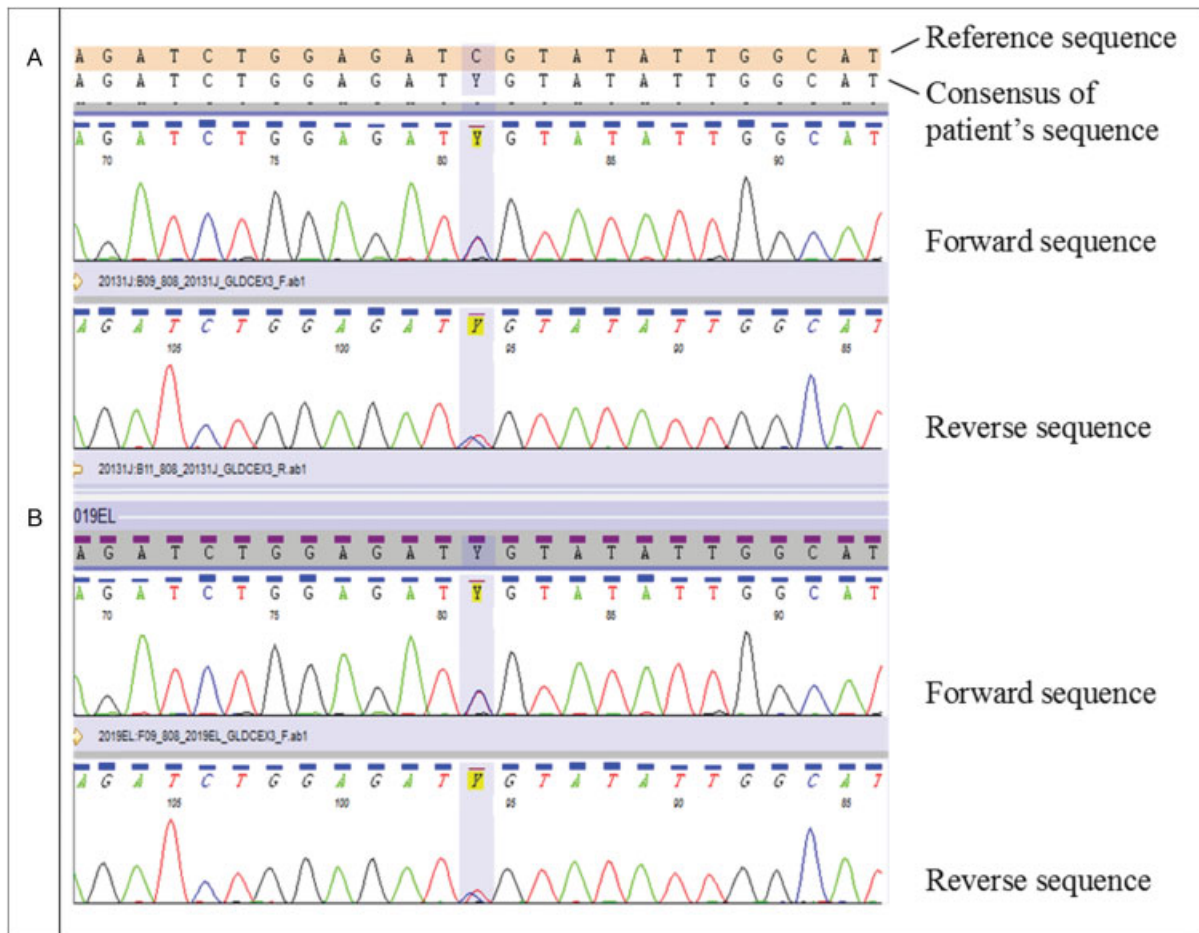 A
A G A T C T G G A G A T C G T A T A T T G G C A T
Reference sequence
A G A T C T G G A G A T Y G T A T A T T G G C A T
Consensus of
patient's sequence
A G A T C T G G A G A T Y G T A T A T T G G C A T
70 75 80 85 90
Forward sequence
20131J:B09_808_20131J_GLDCEX3_F.ab1
A G A T C T G G A G A T Y G T A T A T T G G C A T
105 100 95 90 85
Reverse sequence
20131J:B11_808_20131J_GLDCEX3_R.ab1
B
019EL
A G A T C T G G A G A T Y G T A T A T T G G C A T
A G A T C T G G A G A T Y G T A T A T T G G C A T
70 75 80 85 90
Forward sequence
2019EL:F09_808_2019EL_GLDCEX3_F.ab1
A G A T C T G G A G A T Y G T A T A T T G G C A T
105 100 95 90 85
Reverse sequence